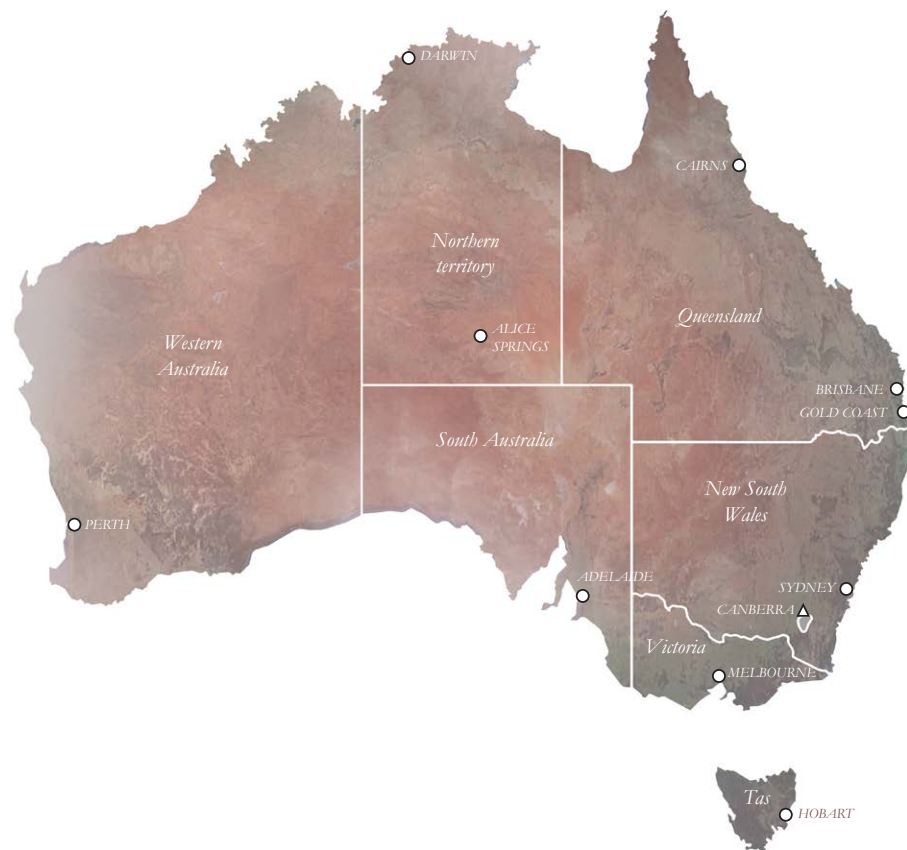 DARWIN
CAIRNS
Northern
territory
Queensland
ALICE
SPRINGS
Western
Australia
BRISBANE
GOLD COAST
South Australia
New South
Wales
PERTH
ADELAIDE
SYDNEY
CANBERRA
Victoria
MELBOURNE
Tas
HOBART